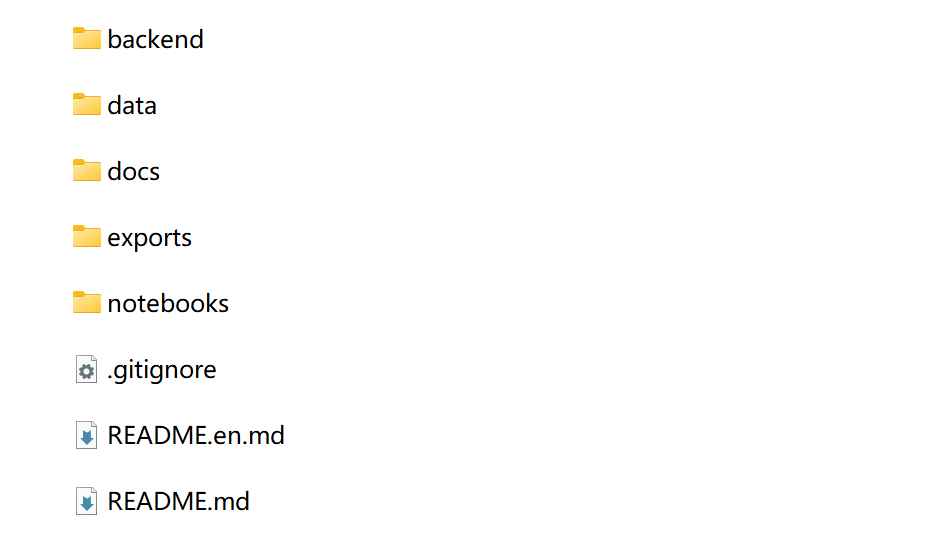 backend
data
docs
exports
notebooks
.gitignore
README.en.md
README.md